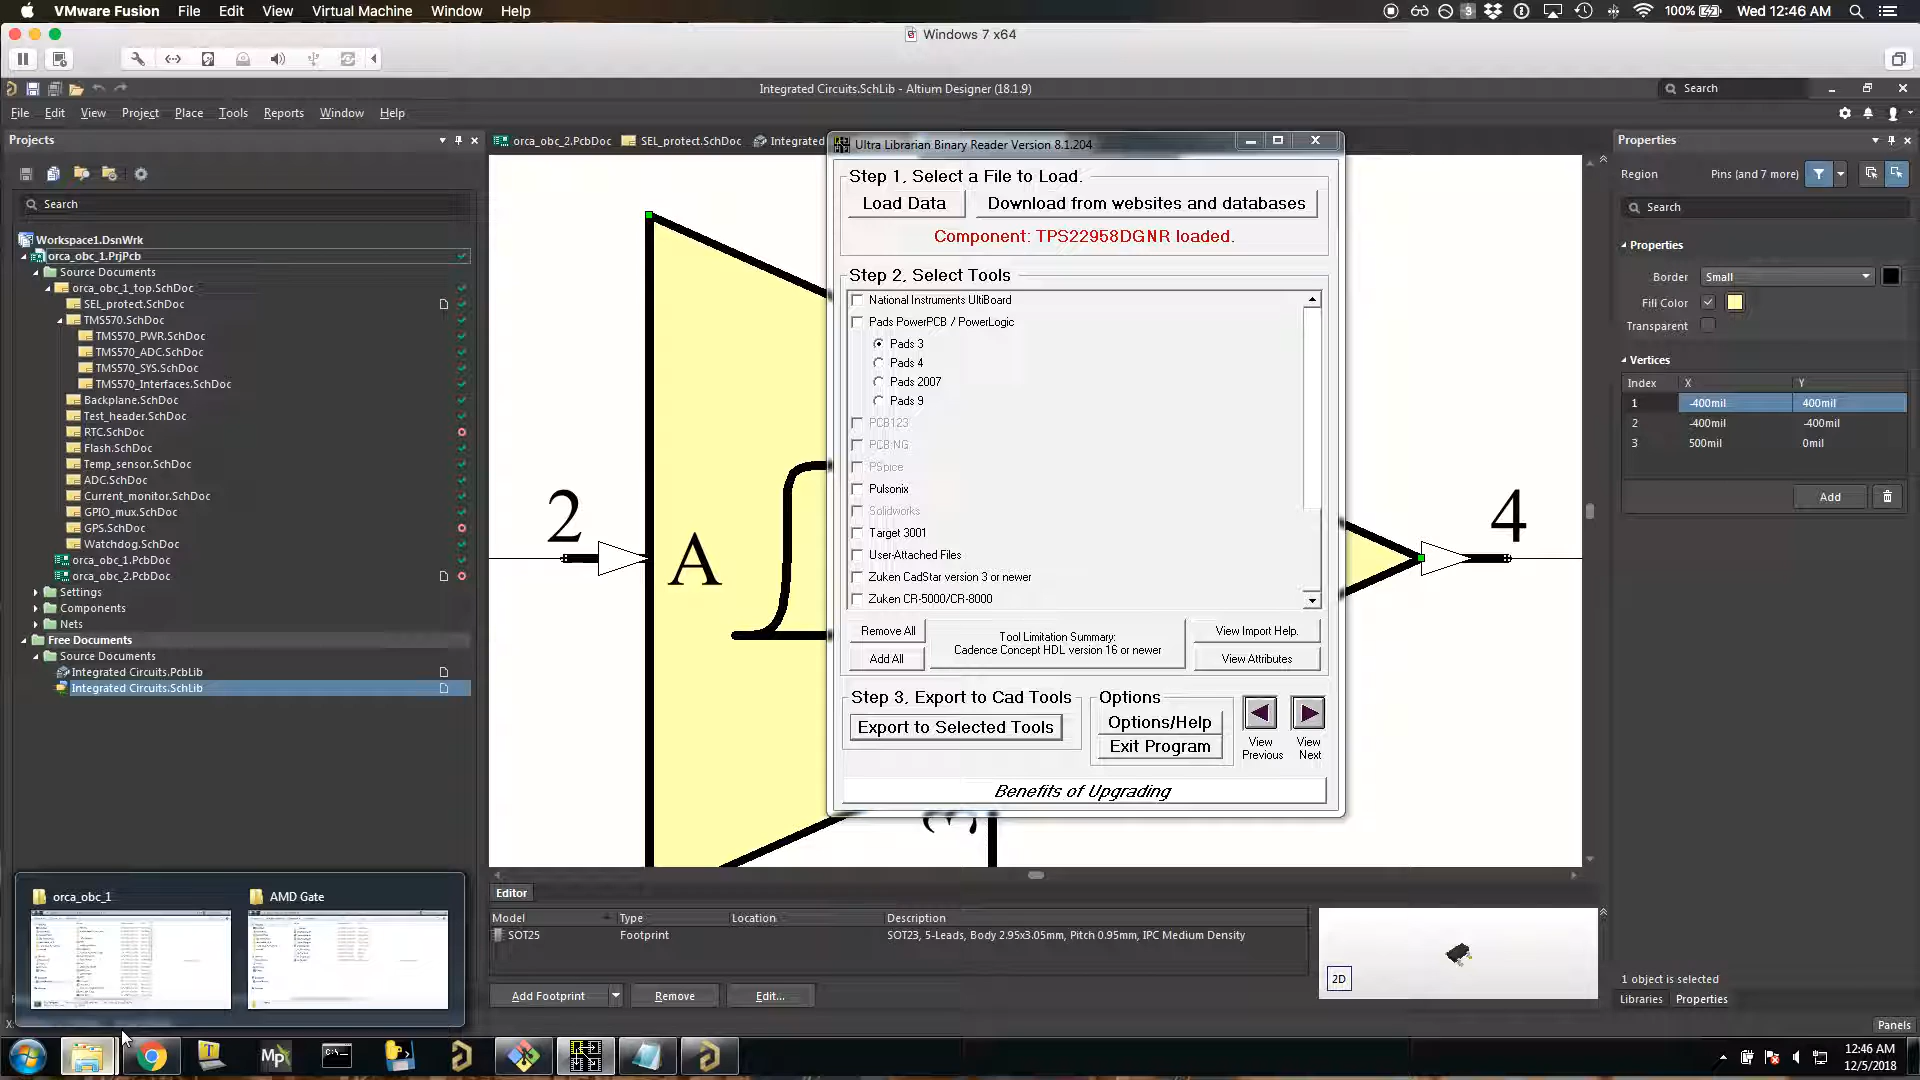 VMware Fusion File Edit View Virtual Machine Window Help
3 100% Wed 12:46 AM
Windows 7 x64
Integrated Circuits.SchLib - Altium Designer (18.1.9)
Search
File Edit View Project Place Tools Reports Window Help
Projects
orca_obc_2.PcbDoc SEL_protect.SchDoc Integrated
Search
Workspace1.DsnWrk
orca_obc_1.PrjPcb
Source Documents
orca_obc_1_top.SchDoc
SEL_protect.SchDoc
TMS570.SchDoc
TMS570_PWR.SchDoc
TMS570_ADC.SchDoc
TMS570_SYS.SchDoc
TMS570_Interfaces.SchDoc
Backplane.SchDoc
Test_header.SchDoc
RTC.SchDoc
Flash.SchDoc
Temp_sensor.SchDoc
ADC.SchDoc
Current_monitor.SchDoc
GPIO_mux.SchDoc
GPS.SchDoc
Watchdog.SchDoc
orca_obc_1.PcbDoc
orca_obc_2.PcbDoc
Settings
Components
Nets
Free Documents
Source Documents
Integrated Circuits.PcbLib
Integrated Circuits.SchLib
2
A
4
Ultra Librarian Binary Reader Version 8.1.204
Step 1, Select a File to Load.
Load Data Download from websites and databases
Component: TPS22958DGNR loaded.
Step 2, Select Tools
National Instruments UltiBoard
Pads PowerPCB / PowerLogic
Pads 3
Pads 4
Pads 2007
Pads 9
PCB123
PCB NG
PSpice
Pulsonix
Solidworks
Target 3001
User-Attached Files
Zuken CadStar version 3 or newer
Zuken CR-5000/CR-8000
Remove All
Add All
Tool Limitation Summary:
Cadence Concept HDL version 16 or newer
View Import Help.
View Attributes
Step 3, Export to Cad Tools
Export to Selected Tools
Options
Options/Help
Exit Program
View
Previous
View
Next
Benefits of Upgrading
Properties
Region Pins (and 7 more)
Search
Properties
Border Small
Fill Color
Transparent
Vertices
Index X Y
1 -400mil 400mil
2 -400mil -400mil
3 500mil 0mil
Add
1 object is selected
Libraries Properties
Panels
Editor
Model Type Location Description
SOT25 Footprint SOT23, 5-Leads, Body 2.95x3.05mm, Pitch 0.95mm, IPC Medium Density
2D
Add Footprint Remove Edit...
orca_obc_1 AMD Gate
X:
Mp
12:46 AM
12/5/2018